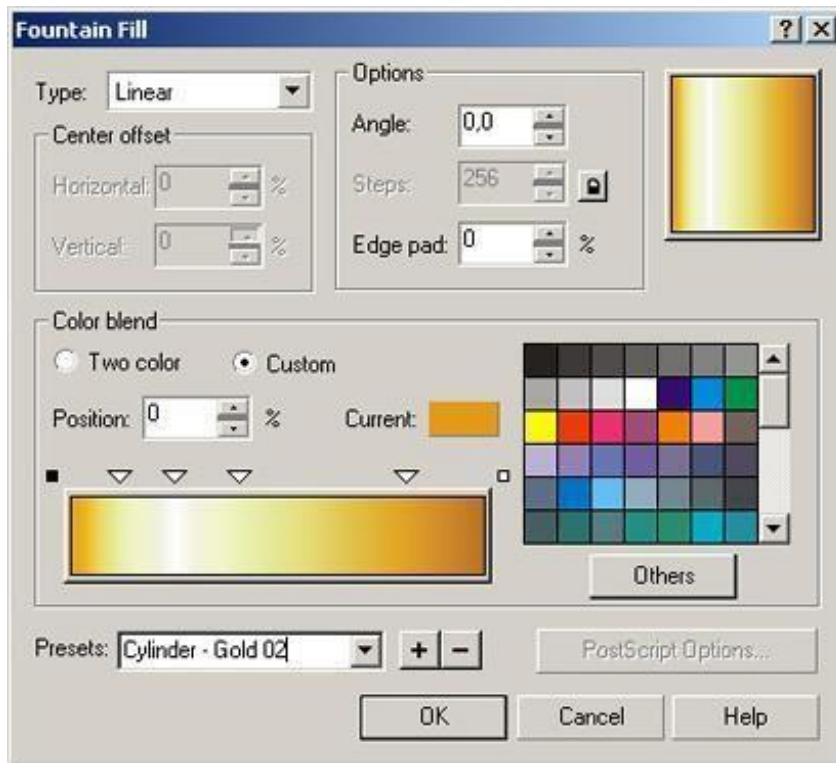 Fountain Fill
Type: Linear
Options
Angle: 0,0
Center offset
Horizontal: 0 %
Steps: 256
Vertical: 0 %
Edge pad: 0 %
Color blend
Two color Custom
Position: 0 % Current:
Others
Presets: Cylinder - Gold 02 + − PostScript Options...
OK Cancel Help